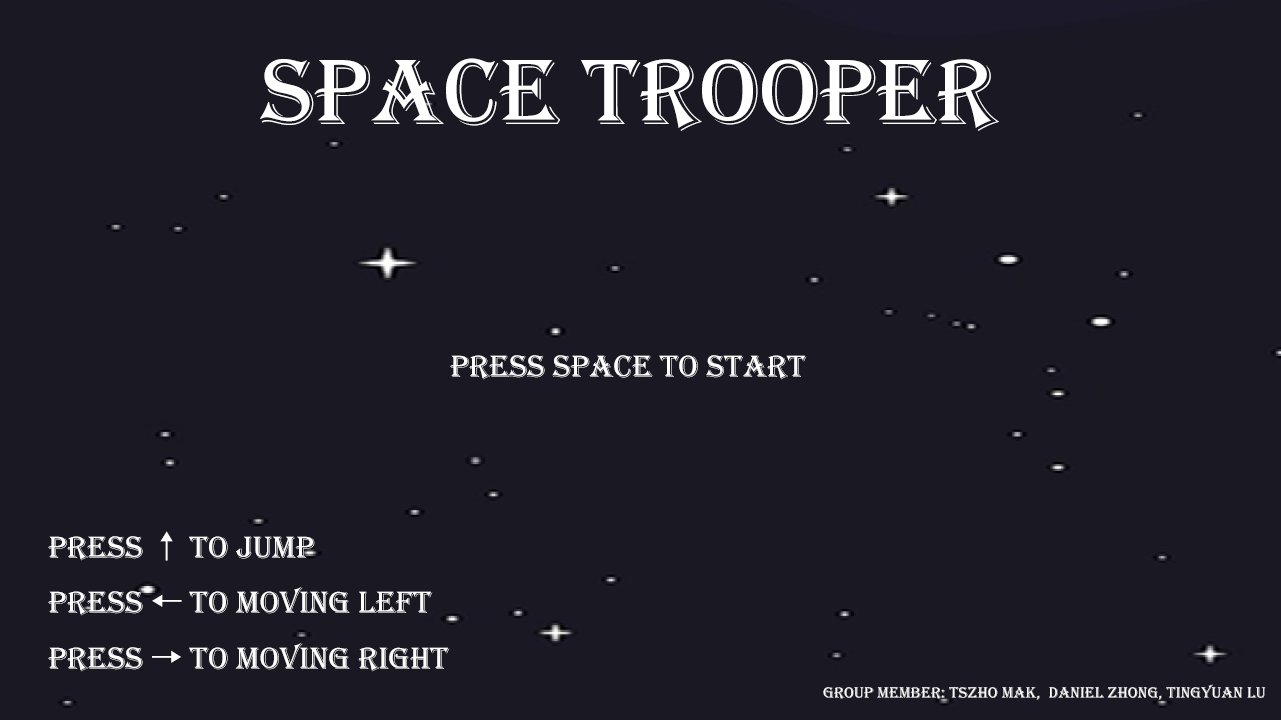 SPACE TROOPER
PRESS SPACE TO START
PRESS ↑ TO JUMP
PRESS ← TO MOVING LEFT
PRESS → TO MOVING RIGHT
GROUP MEMBER: TSZHO MAK, DANIEL ZHONG, TINGYUAN LU